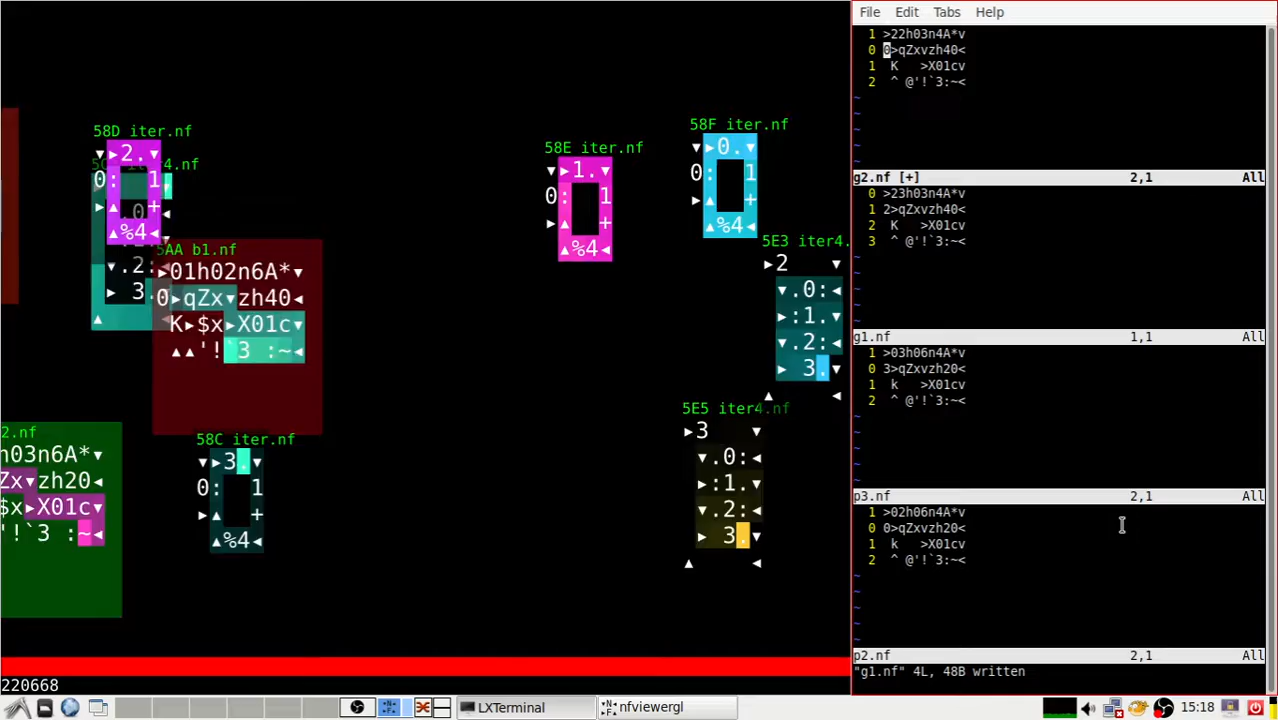 58D iter.nf
▾▸2.▾
0: 1
▸▴ +
▴%4◂
4.nf
.2:
▸ 3
5AA b1.nf
▸01h02n6A*▾
0▸qZx▾zh40◂
K▸$x▸X01c▾
▴▴'!`3 :~◂
2.nf
h03n6A*▾
Zx▾zh20◂
$x▸X01c▾
'!`3 :~◂
58C iter.nf
▾▸3.▾
0: 1
▸▴ +
▴%4◂
58E iter.nf
▾▸1.▾
0: 1
▸▴ +
▴%4◂
58F iter.nf
▾▸0.▾
0: 1
▸▴ +
▴%4◂
5E3 iter4.
▸2 ▾
▾.0:◂
▸:1.▾
▾.2:◂
▸ 3.▾
▴ ◂
5E5 iter4.nf
▸3 ▾
▾.0:◂
▸:1.▾
▾.2:◂
▸ 3.▾
▴ ◂
220668
File Edit Tabs Help
1 >22h03n4A*v
0 0>qZxvzh40<
1 K >X01cv
2 ^ @'!`3:~<
~
~
~
~
~
g2.nf [+] 2,1 All
0 >23h03n4A*v
1 2>qZxvzh40<
2 K >X01cv
3 ^ @'!`3:~<
~
~
~
~
~
g1.nf 1,1 All
1 >03h06n4A*v
0 3>qZxvzh20<
1 k >X01cv
2 ^ @'!`3:~<
~
~
~
~
~
p3.nf 2,1 All
1 >02h06n4A*v
0 0>qZxvzh20<
1 k >X01cv
2 ^ @'!`3:~<
~
~
~
~
~
p2.nf 2,1 All
"g1.nf" 4L, 48B written
LXTerminal
nfviewergl
15:18